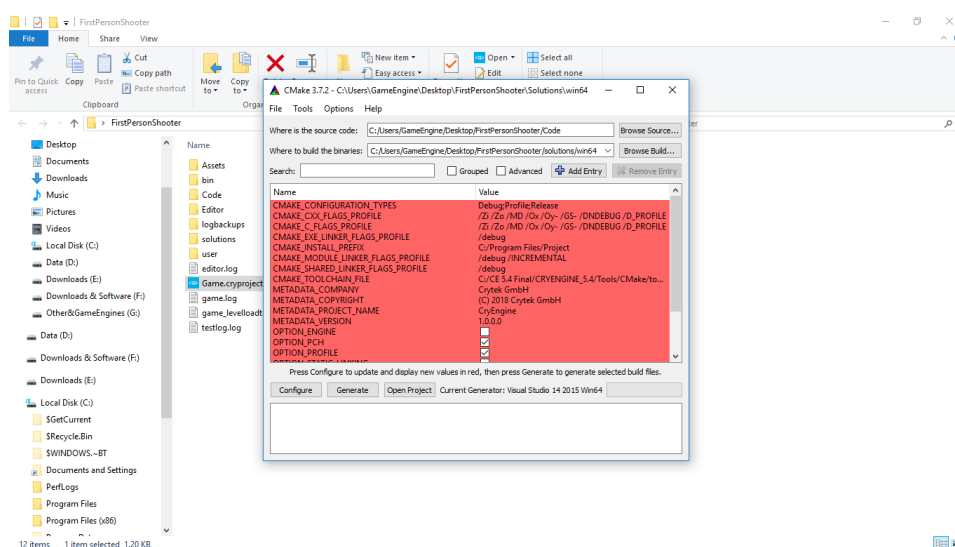 FirstPersonShooter
File Home Share View
Pin to Quick access
Copy
Paste
Cut
Copy path
Paste shortcut
Clipboard
Move to
Copy to
New item
Easy access
Open
Edit
Select all
Select none
FirstPersonShooter
Desktop
Documents
Downloads
Music
Pictures
Videos
Local Disk (C:)
Data (D:)
Downloads (E:)
Downloads & Software (F:)
Other&GameEngines (G:)
Data (D:)
Downloads & Software (F:)
Downloads (E:)
Local Disk (C:)
$GetCurrent
$Recycle.Bin
$WINDOWS.~BT
Documents and Settings
PerfLogs
Program Files
Program Files (x86)
Name
Assets
bin
Code
Editor
logbackups
solutions
user
editor.log
Game.cryproject
game.log
game_levelloadt
testlog.log
12 items 1 item selected 1.20 KB
CMake 3.7.2 - C:\Users\GameEngine\Desktop\FirstPersonShooter\Solutions\win64
File Tools Options Help
Where is the source code: C:/Users/GameEngine/Desktop/FirstPersonShooter/Code Browse Source...
Where to build the binaries: C:/Users/GameEngine/Desktop/FirstPersonShooter/solutions/win64 Browse Build...
Search: Grouped Advanced Add Entry Remove Entry
Name Value
CMAKE_CONFIGURATION_TYPES Debug;Profile;Release
CMAKE_CXX_FLAGS_PROFILE /Zi /Zo /MD /Ox /Oy- /GS- /DNDEBUG /D_PROFILE
CMAKE_C_FLAGS_PROFILE /Zi /Zo /MD /Ox /Oy- /GS- /DNDEBUG /D_PROFILE
CMAKE_EXE_LINKER_FLAGS_PROFILE /debug
CMAKE_INSTALL_PREFIX C:/Program Files/Project
CMAKE_MODULE_LINKER_FLAGS_PROFILE /debug /INCREMENTAL
CMAKE_SHARED_LINKER_FLAGS_PROFILE /debug
CMAKE_TOOLCHAIN_FILE C:/CE 5.4 Final/CRYENGINE_5.4/Tools/CMake/to...
METADATA_COMPANY Crytek GmbH
METADATA_COPYRIGHT (C) 2018 Crytek GmbH
METADATA_PROJECT_NAME CryEngine
METADATA_VERSION 1.0.0.0
OPTION_ENGINE
OPTION_PCH
OPTION_PROFILE
Press Configure to update and display new values in red, then press Generate to generate selected build files.
Configure Generate Open Project Current Generator: Visual Studio 14 2015 Win64